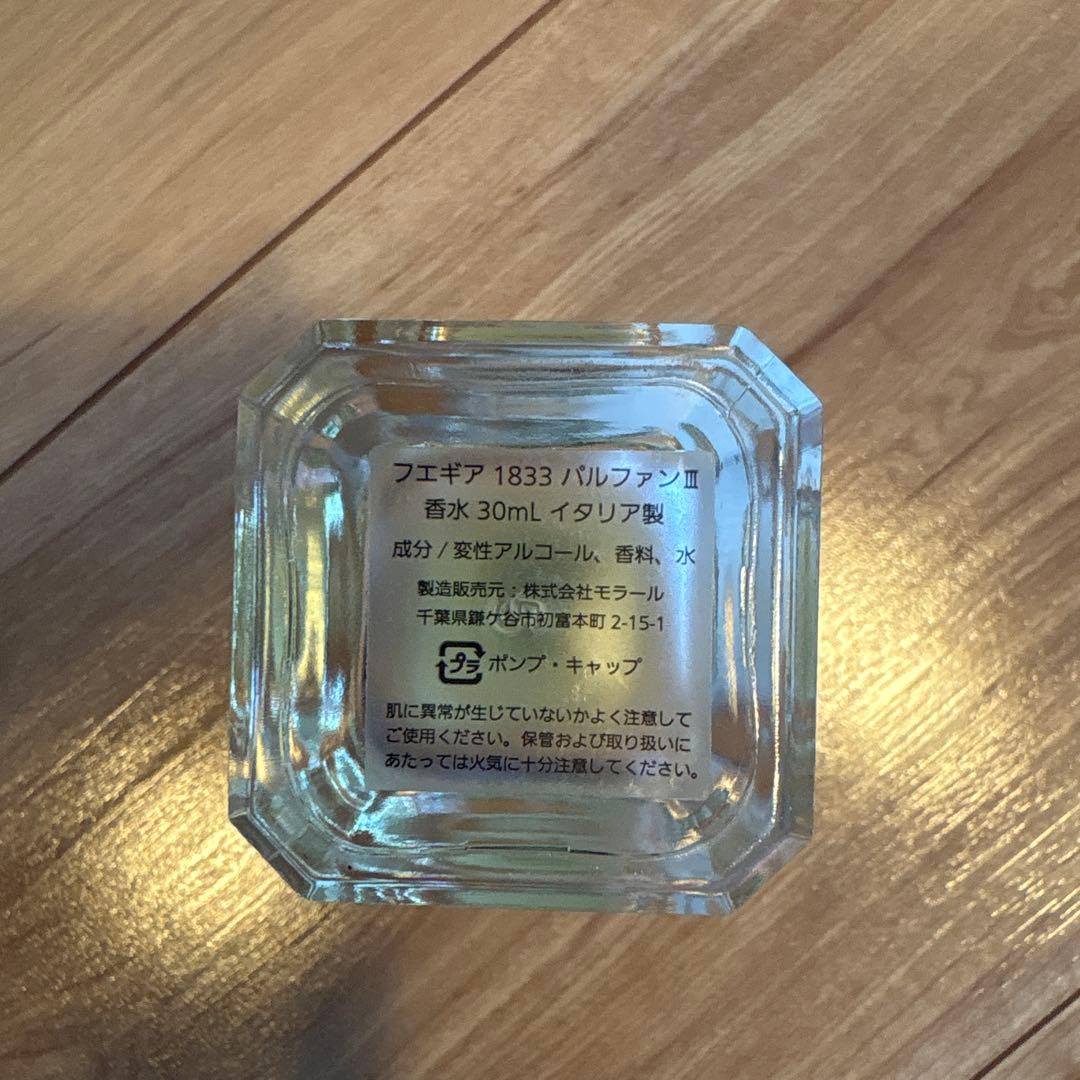 フエギア 1833 パルファンⅢ
香水 30mL イタリア製
成分 / 変性アルコール、香料、水
製造販売元：株式会社モラール
千葉県鎌ケ谷市初富本町 2-15-1
プラ ポンプ・キャップ
肌に異常が生じていないかよく注意して
ご使用ください。保管および取り扱いに
あたっては火気に十分注意してください。